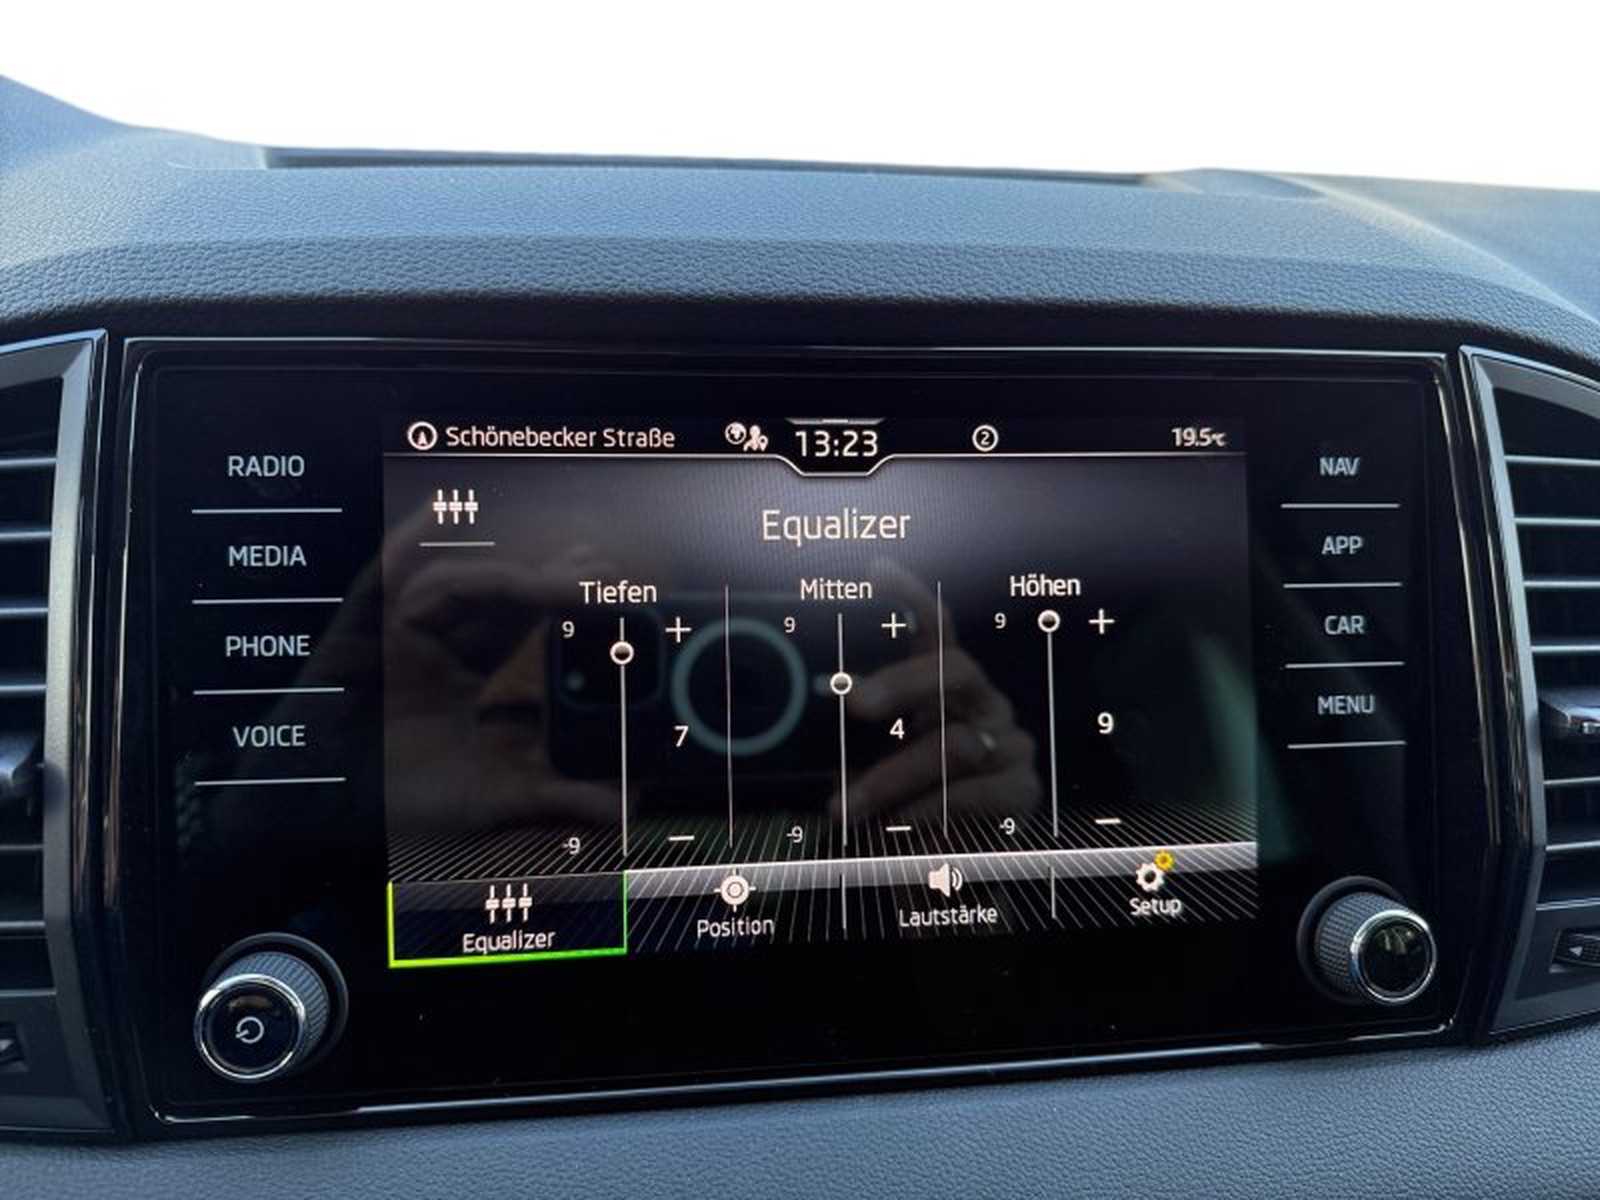 Schönebecker Straße 13:23 2 19.5°C
RADIO
MEDIA
PHONE
VOICE
Equalizer
Tiefen Mitten Höhen
9 + 9 + 9 +
7 4 9
-9 − -9 − -9 −
Equalizer Position Lautstärke Setup
NAV
APP
CAR
MENU